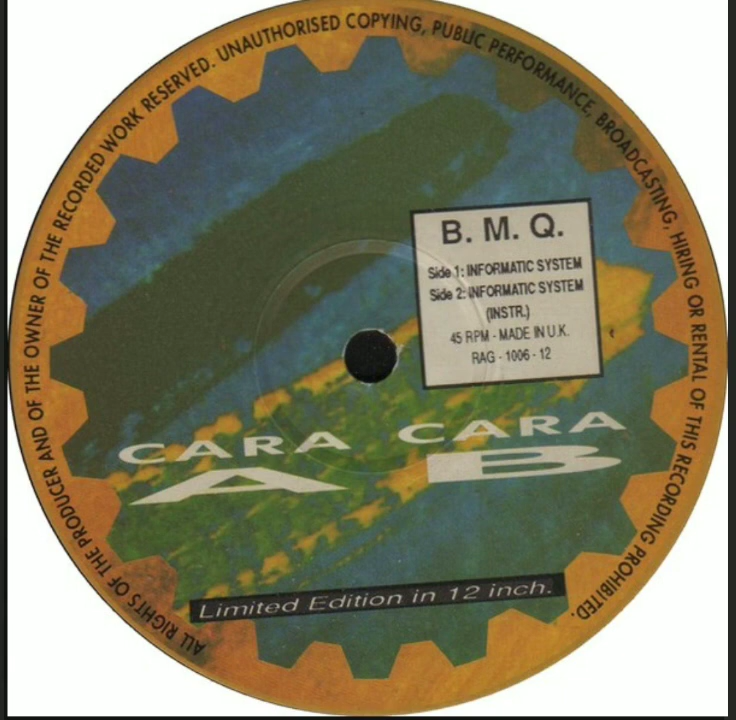 ALL RIGHTS OF THE PRODUCER AND OF THE OWNER OF THE RECORDED WORK RESERVED. UNAUTHORISED COPYING, PUBLIC PERFORMANCE, BROADCASTING, HIRING OR RENTAL OF THIS RECORDING PROHIBITED.
B. M. Q.
Side 1: INFORMATIC SYSTEM
Side 2: INFORMATIC SYSTEM
(INSTR.)
45 RPM - MADE IN U.K.
RAG - 1006 - 12
CARA CARA
A B
Limited Edition in 12 inch.